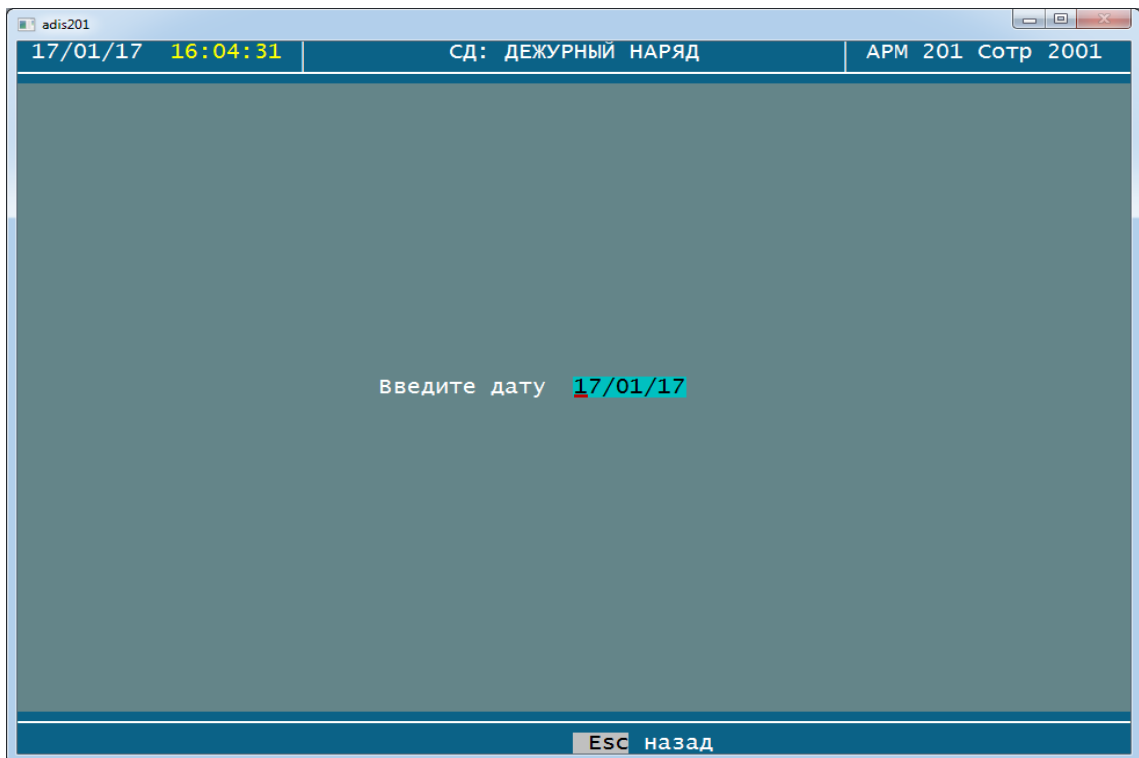 adis201
17/01/17 16:04:31 СД: ДЕЖУРНЫЙ НАРЯД АРМ 201 Сотр 2001
Введите дату 17/01/17
Esc назад